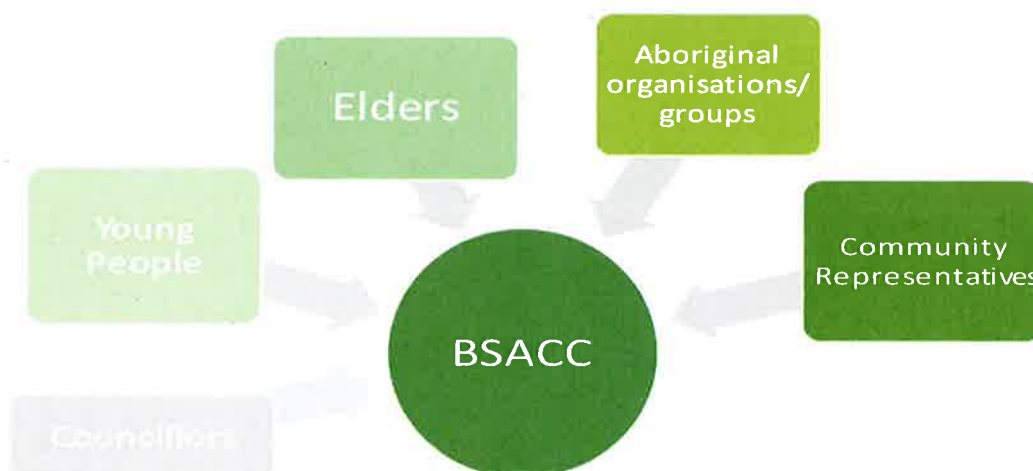 Aboriginal
organisations/
groups
Elders
Young
People
Community
Representatives
BSACC
Councillors